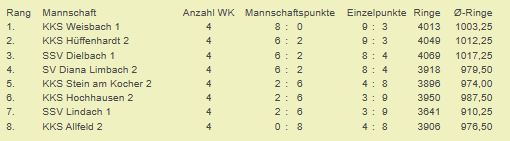 Rang Mannschaft Anzahl WK Mannschaftspunkte Einzelpunkte Ringe Ø-Ringe
1. KKS Weisbach 1 4 8 : 0 9 : 3 4013 1003,25
2. KKS Hüffenhardt 2 4 6 : 2 9 : 3 4049 1012,25
3. SSV Dielbach 1 4 6 : 2 8 : 4 4069 1017,25
4. SV Diana Limbach 2 4 6 : 2 8 : 4 3918 979,50
5. KKS Stein am Kocher 2 4 2 : 6 4 : 8 3896 974,00
6. KKS Hochhausen 2 4 2 : 6 3 : 9 3950 987,50
7. SSV Lindach 1 4 2 : 6 3 : 9 3641 910,25
8. KKS Allfeld 2 4 0 : 8 4 : 8 3906 976,50